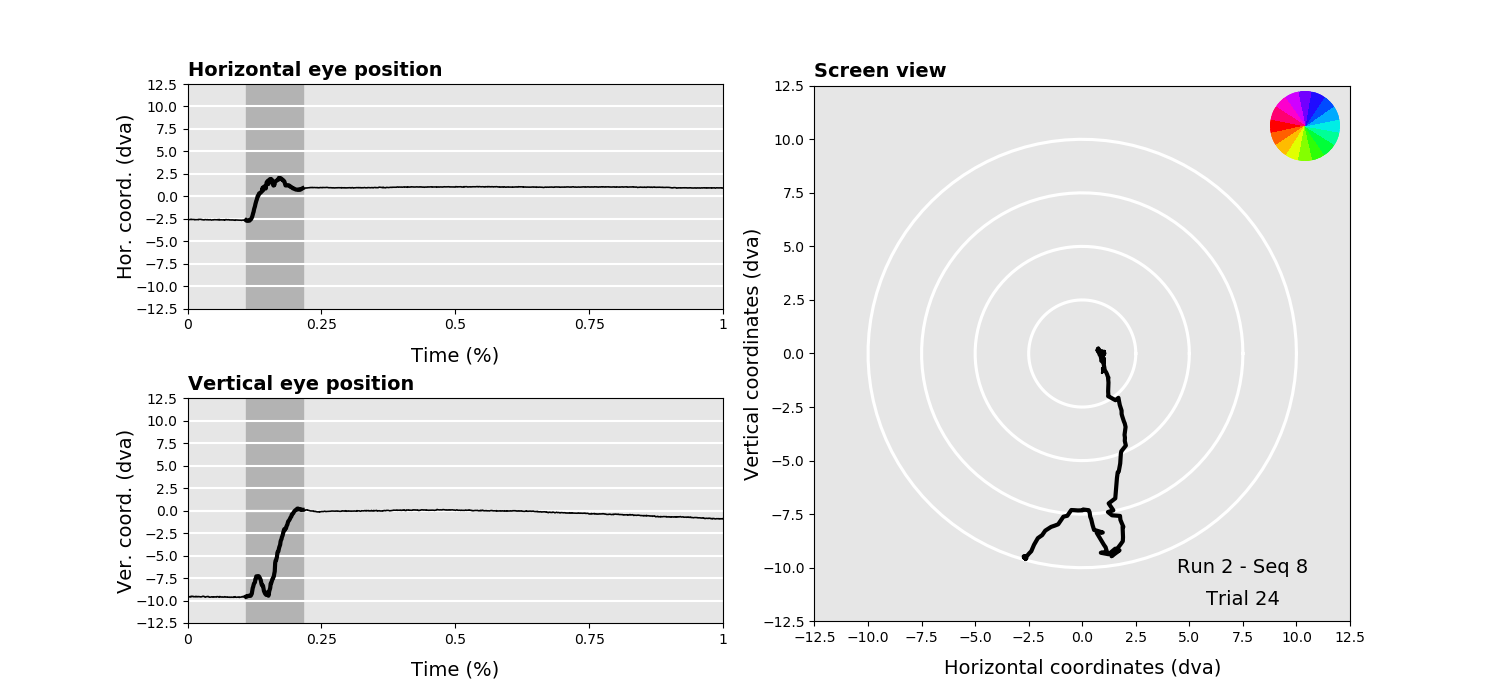 Horizontal eye position
Hor. coord. (dva)
12.5
10.0
7.5
5.0
2.5
0.0
−2.5
−5.0
−7.5
−10.0
−12.5
0 0.25 0.5 0.75 1
Time (%)
Vertical eye position
Ver. coord. (dva)
12.5
10.0
7.5
5.0
2.5
0.0
−2.5
−5.0
−7.5
−10.0
−12.5
0 0.25 0.5 0.75 1
Time (%)
Screen view
Vertical coordinates (dva)
12.5
10.0
7.5
5.0
2.5
0.0
−2.5
−5.0
−7.5
−10.0
−12.5
Run 2 - Seq 8
Trial 24
−12.5 −10.0 −7.5 −5.0 −2.5 0.0 2.5 5.0 7.5 10.0 12.5
Horizontal coordinates (dva)